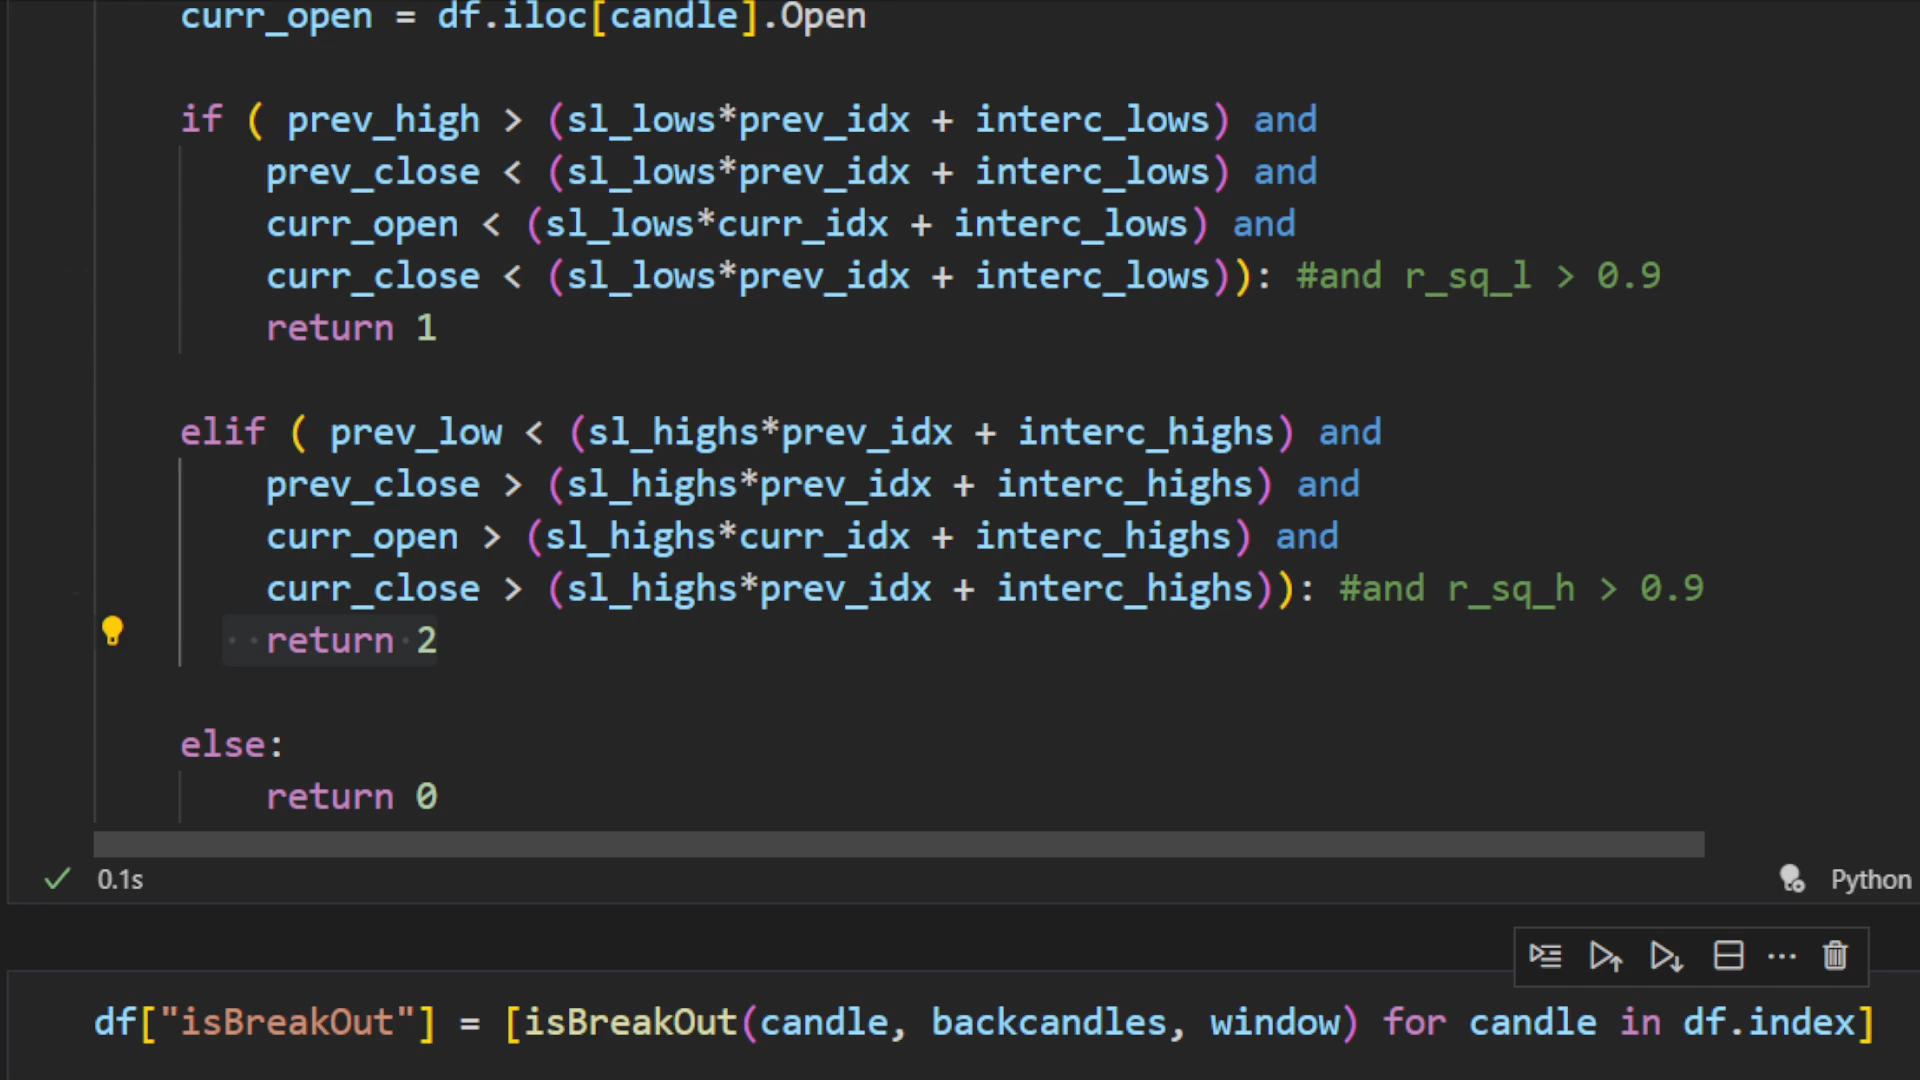 curr_open = df.iloc[candle].Open
if ( prev_high > (sl_lows*prev_idx + interc_lows) and
prev_close < (sl_lows*prev_idx + interc_lows) and
curr_open < (sl_lows*curr_idx + interc_lows) and
curr_close < (sl_lows*prev_idx + interc_lows)): #and r_sq_l > 0.9
return 1
elif ( prev_low < (sl_highs*prev_idx + interc_highs) and
prev_close > (sl_highs*prev_idx + interc_highs) and
curr_open > (sl_highs*curr_idx + interc_highs) and
curr_close > (sl_highs*prev_idx + interc_highs)): #and r_sq_h > 0.9
return 2
else:
return 0
0.1s
Python
df["isBreakOut"] = [isBreakOut(candle, backcandles, window) for candle in df.index]